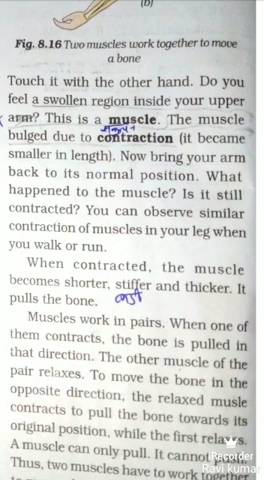 (b)
Fig. 8.16 Two muscles work together to move
a bone
Touch it with the other hand. Do you
feel a swollen region inside your upper
arm? This is a muscle. The muscle
bulged due to contraction (it became
smaller in length). Now bring your arm
back to its normal position. What
happened to the muscle? Is it still
contracted? You can observe similar
contraction of muscles in your leg when
you walk or run.
When contracted, the muscle
becomes shorter, stiffer and thicker. It
pulls the bone.
Muscles work in pairs. When one of
them contracts, the bone is pulled in
that direction. The other muscle of the
pair relaxes. To move the bone in the
opposite direction, the relaxed musle
contracts to pull the bone towards its
original position, while the first relaxes.
A muscle can only pull. It cannot push.
Thus, two muscles have to work together
Recorder
Ravi kumar